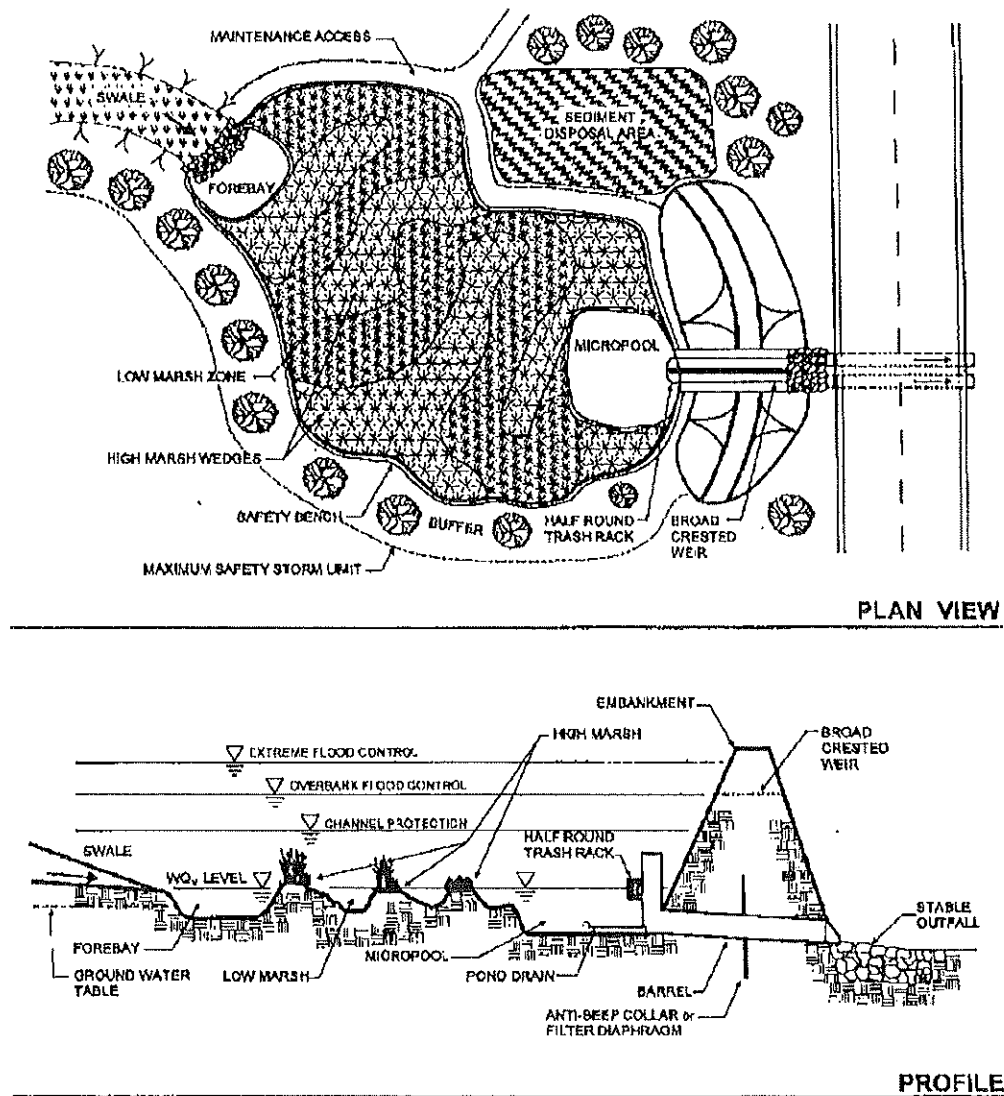 MAINTENANCE ACCESS
SWALE
SEDIMENT
DISPOSAL AREA
FOREBAY
MICROPOOL
LOW MARSH ZONE
HIGH MARSH WEDGES
SAFETY BENCH
BUFFER
HALF ROUND
TRASH RACK
BROAD
CRESTED
WEIR
MAXIMUM SAFETY STORM LIMIT
PLAN VIEW
EMBANKMENT
HIGH MARSH
BROAD
CRESTED
WEIR
EXTREME FLOOD CONTROL
OVERBANK FLOOD CONTROL
CHANNEL PROTECTION
HALF ROUND
TRASH RACK
SWALE
WQv LEVEL
STABLE
OUTFALL
FOREBAY
MICROPOOL
GROUND WATER
TABLE
LOW MARSH
POND DRAIN
BARREL
ANTI-SEEP COLLAR or
FILTER DIAPHRAGM
PROFILE